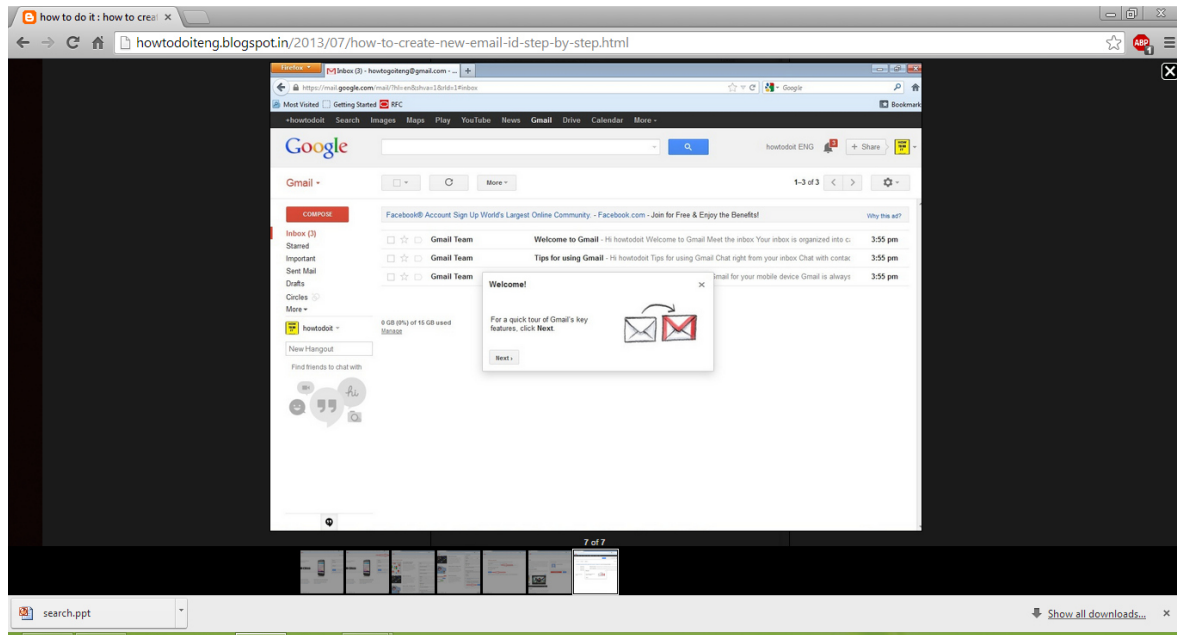 how to do it : how to creat
howtodoiteng.blogspot.in/2013/07/how-to-create-new-email-id-step-by-step.html
ABP
1
Firefox
Inbox (3) - howtogoiteng@gmail.com - ...
https://mail.google.com/mail/?hl=en&shva=1&rld=1#inbox
Google
Most Visited Getting Started RFC
Bookmark
+howtodoit Search Images Maps Play YouTube News Gmail Drive Calendar More
Google
howtodoit ENG
3
+ Share
Gmail
More
1–3 of 3
COMPOSE
Facebook® Account Sign Up World's Largest Online Community. - Facebook.com - Join for Free & Enjoy the Benefits!
Why this ad?
Inbox (3)
Starred
Important
Sent Mail
Drafts
Circles
More
Gmail Team Welcome to Gmail - Hi howtodoit Welcome to Gmail Meet the inbox Your inbox is organized into c 3:55 pm
Gmail Team Tips for using Gmail - Hi howtodoit Tips for using Gmail Chat right from your inbox Chat with contac 3:55 pm
Gmail Team Gmail for your mobile device Gmail is always 3:55 pm
Welcome!
For a quick tour of Gmail's key
features, click Next.
Next ›
howtodoit
0 GB (0%) of 15 GB used
Manage
New Hangout
Find friends to chat with
hi
7 of 7
search.ppt
Show all downloads...